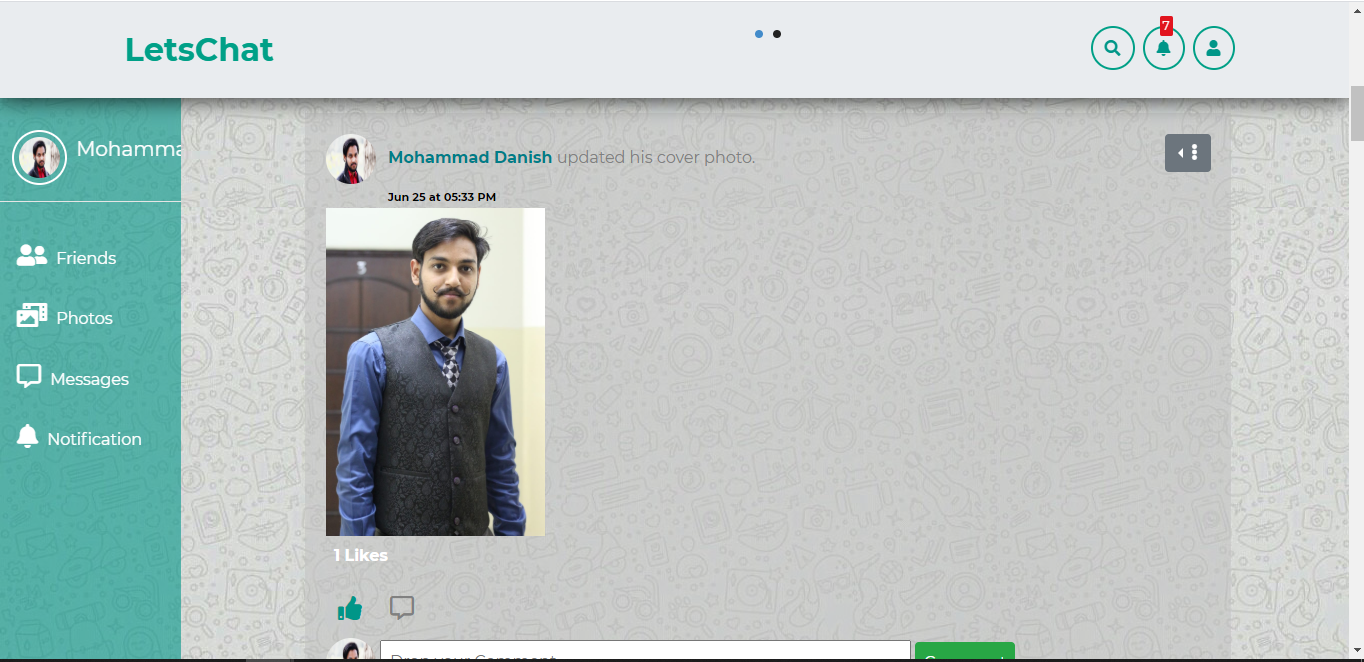 LetsChat
7
Mohamma
Friends
Photos
Messages
Notification
Mohammad Danish updated his cover photo.
Jun 25 at 05:33 PM
3
1 Likes